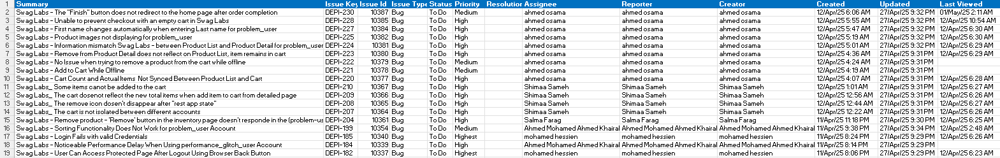 1 Summary Issue Key Issue Id Issue Type Status Priority Resolution Assignee Reporter Creator Created Updated Last Viewed
2 Swag Labs - The "Finish" button does not redirect to the home page after order completion DEPI-230 10387 Bug To Do Medium ahmed osama ahmed osama ahmed osama 12/Apr/25 6:06 AM 27/Apr/25 9:32 PM 01/May/25 2:11 AM
3 Swag Labs - Unable to prevent checkout with an empty cart in Swag Labs DEPI-228 10385 Bug To Do High ahmed osama ahmed osama ahmed osama 12/Apr/25 5:55 AM 27/Apr/25 9:32 PM 12/Apr/25 10:54 AM
4 Swag Labs - First name changes automatically when entering Last name for problem_user DEPI-227 10384 Bug To Do High ahmed osama ahmed osama ahmed osama 12/Apr/25 5:47 AM 27/Apr/25 9:32 PM 12/Apr/25 6:30 AM
5 Swag Labs - Product images not displaying for problem_user DEPI-225 10382 Bug To Do High ahmed osama ahmed osama ahmed osama 12/Apr/25 5:19 AM 27/Apr/25 9:32 PM 12/Apr/25 6:30 AM
6 Swag Labs - Information mismatch Swag Labs - between Product List and Product Detail for problem_user DEPI-224 10381 Bug To Do High ahmed osama ahmed osama ahmed osama 12/Apr/25 5:01 AM 27/Apr/25 9:32 PM 12/Apr/25 6:29 AM
7 Swag Labs - Remove from Product Detail does not reflect on Product List, item remains in cart DEPI-223 10380 Bug To Do High ahmed osama ahmed osama ahmed osama 12/Apr/25 4:36 AM 27/Apr/25 9:31 PM 12/Apr/25 6:29 AM
8 Swag Labs - No Issue when trying to remove a product from the cart while offline DEPI-222 10379 Bug To Do Medium ahmed osama ahmed osama ahmed osama 12/Apr/25 4:24 AM 27/Apr/25 9:31 PM
9 Swag Labs - Add to Cart While Offline DEPI-221 10378 Bug To Do Medium ahmed osama ahmed osama ahmed osama 12/Apr/25 4:19 AM 27/Apr/25 9:31 PM
10 Swag Labs - Cart Count and Actual Items Not Synced Between Product List and Cart DEPI-220 10377 Bug To Do High ahmed osama ahmed osama ahmed osama 12/Apr/25 4:07 AM 27/Apr/25 9:31 PM 12/Apr/25 6:28 AM
11 Swag Labs_ Some items canot be added to the cart DEPI-210 10367 Bug To Do High Shimaa Sameh Shimaa Sameh Shimaa Sameh 12/Apr/25 1:01 AM 27/Apr/25 9:31 PM 12/Apr/25 6:27 AM
12 Swag Labs_ The cart dosenot reflect the new total items when add item to cart from detailed page DEPI-209 10366 Bug To Do High Shimaa Sameh Shimaa Sameh Shimaa Sameh 12/Apr/25 12:56 AM 27/Apr/25 9:31 PM 12/Apr/25 6:26 AM
13 Swag Labs_ The remove icon dosen't disappear after "rest app state" DEPI-208 10365 Bug To Do High Shimaa Sameh Shimaa Sameh Shimaa Sameh 12/Apr/25 12:44 AM 27/Apr/25 9:31 PM 12/Apr/25 6:27 AM
14 Swag Labs_ The cart is not isolated between different accounts DEPI-207 10364 Bug To Do High Shimaa Sameh Shimaa Sameh Shimaa Sameh 12/Apr/25 12:22 AM 27/Apr/25 9:31 PM 12/Apr/25 6:26 AM
15 Swag Labs - Remove product - 'Remove' button in the inventory page doesn't responde in the (problem-us DEPI-204 10361 Bug To Do High Salma Farag Salma Farag Salma Farag 11/Apr/25 11:18 PM 27/Apr/25 9:30 PM 12/Apr/25 6:25 AM
16 Swag Labs - Sorting Functionality Does Not Work for problem_user Account DEPI-199 10354 Bug To Do Medium Ahmed Mohamed Ahmed Khairal Ahmed Mohamed Ahmed Khairal Ahmed Mohamed Ahmed Khairal 11/Apr/25 9:38 PM 27/Apr/25 9:34 PM 12/Apr/25 2:48 AM
17 Swag Labs - Login Fails with valid Credentials DEPI-185 10340 Bug To Do Highest mohamed hessien mohamed hessien mohamed hessien 11/Apr/25 8:24 PM 27/Apr/25 9:29 PM 12/Apr/25 6:26 AM
18 Swag Labs - Noticeable Performance Delay When Using performance_glitch_user Account DEPI-184 10339 Bug To Do High Ahmed Mohamed Ahmed Khairal Ahmed Mohamed Ahmed Khairal Ahmed Mohamed Ahmed Khairal 11/Apr/25 8:14 PM 27/Apr/25 9:29 PM
19 Swag Labs - User Can Access Protected Page After Logout Using Browser Back Button DEPI-182 10337 Bug To Do Highest mohamed hessien mohamed hessien mohamed hessien 11/Apr/25 8:06 PM 27/Apr/25 9:29 PM 12/Apr/25 6:23 AM